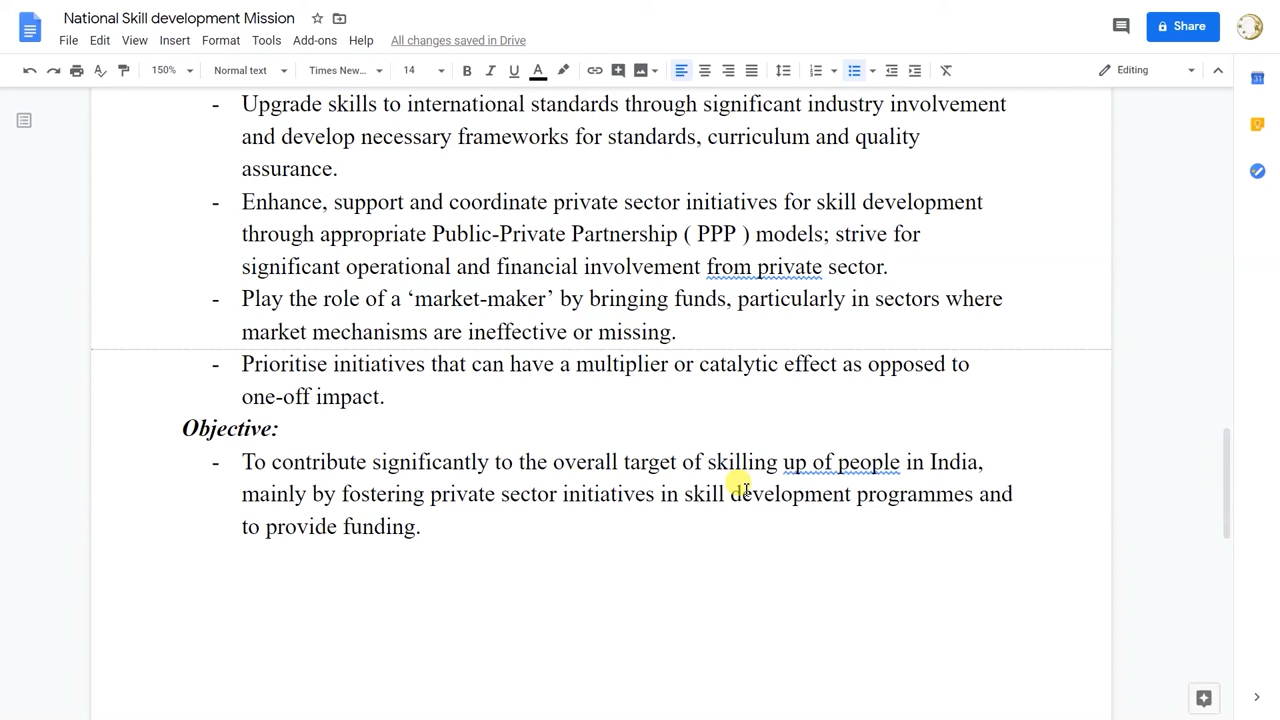 National Skill development Mission
File Edit View Insert Format Tools Add-ons Help All changes saved in Drive
Share
150% Normal text Times New... 14 B I U A Editing
- Upgrade skills to international standards through significant industry involvement
and develop necessary frameworks for standards, curriculum and quality
assurance.
- Enhance, support and coordinate private sector initiatives for skill development
through appropriate Public-Private Partnership ( PPP ) models; strive for
significant operational and financial involvement from private sector.
- Play the role of a ‘market-maker’ by bringing funds, particularly in sectors where
market mechanisms are ineffective or missing.
- Prioritise initiatives that can have a multiplier or catalytic effect as opposed to
one-off impact.
Objective:
- To contribute significantly to the overall target of skilling up of people in India,
mainly by fostering private sector initiatives in skill development programmes and
to provide funding.